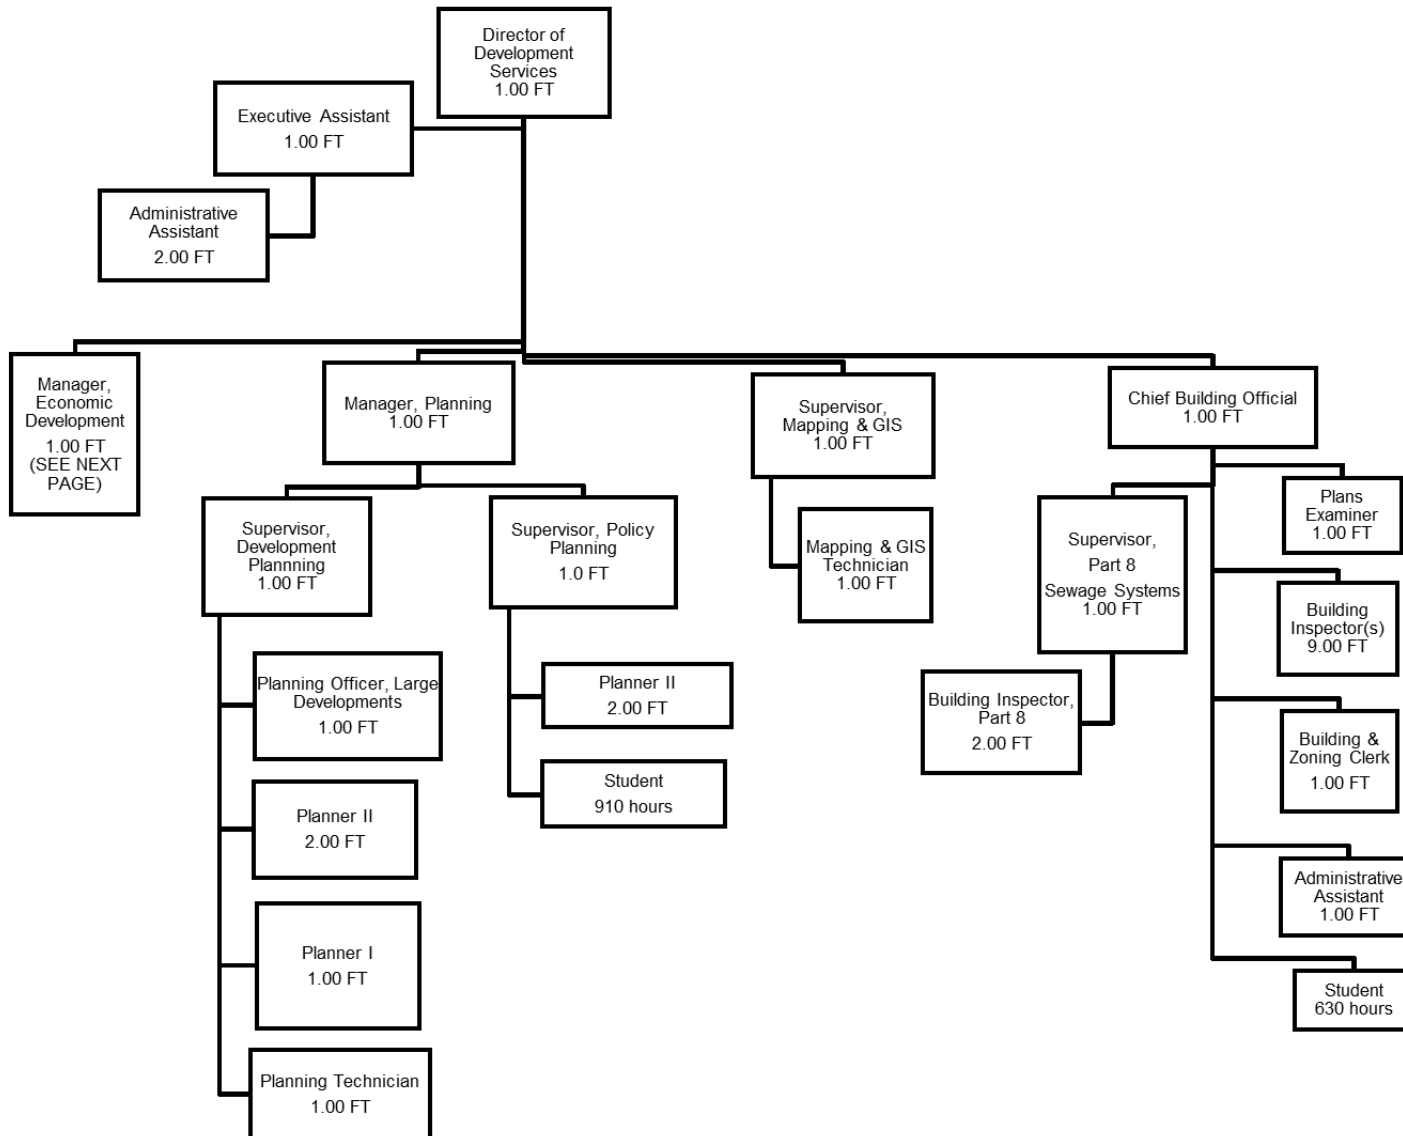 Director of
Development
Services
1.00 FT
Executive Assistant
1.00 FT
Administrative
Assistant
2.00 FT
Manager,
Economic
Development
1.00 FT
(SEE NEXT
PAGE)
Manager, Planning
1.00 FT
Supervisor,
Mapping & GIS
1.00 FT
Chief Building Official
1.00 FT
Supervisor,
Development
Plannning
1.00 FT
Supervisor, Policy
Planning
1.0 FT
Mapping & GIS
Technician
1.00 FT
Supervisor,
Part 8
Sewage Systems
1.00 FT
Plans
Examiner
1.00 FT
Building
Inspector(s)
9.00 FT
Planning Officer, Large
Developments
1.00 FT
Planner II
2.00 FT
Building Inspector,
Part 8
2.00 FT
Building &
Zoning Clerk
1.00 FT
Student
910 hours
Planner II
2.00 FT
Administrative
Assistant
1.00 FT
Planner I
1.00 FT
Student
630 hours
Planning Technician
1.00 FT